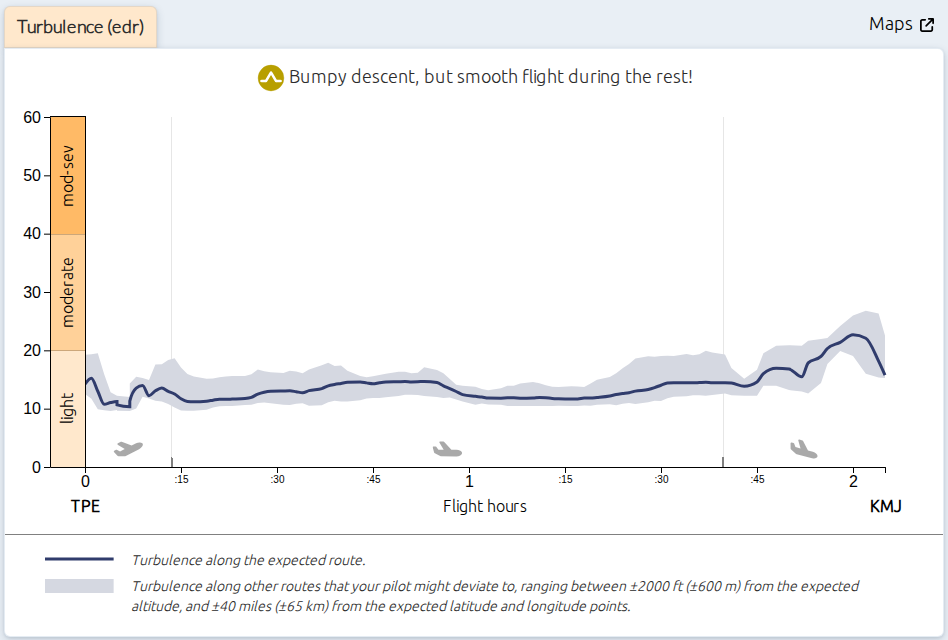 Turbulence (edr)
Maps
Bumpy descent, but smooth flight during the rest!
60
50
40
30
20
10
0
mod-sev
moderate
light
0 :15 :30 :45 1 :15 :30 :45 2
TPE Flight hours KMJ
Turbulence along the expected route.
Turbulence along other routes that your pilot might deviate to, ranging between ±2000 ft (±600 m) from the expected
altitude, and ±40 miles (±65 km) from the expected latitude and longitude points.